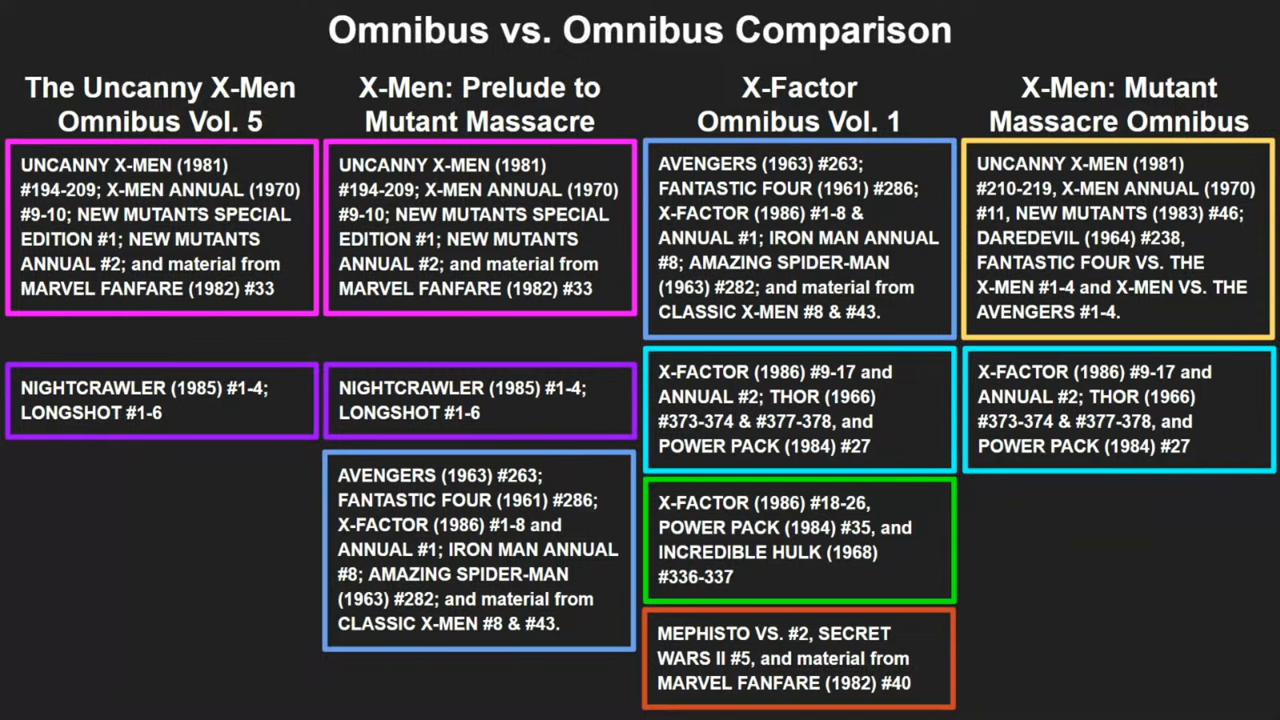 Omnibus vs. Omnibus Comparison
The Uncanny X-Men
Omnibus Vol. 5
UNCANNY X-MEN (1981)
#194-209; X-MEN ANNUAL (1970)
#9-10; NEW MUTANTS SPECIAL
EDITION #1; NEW MUTANTS
ANNUAL #2; and material from
MARVEL FANFARE (1982) #33
NIGHTCRAWLER (1985) #1-4;
LONGSHOT #1-6
X-Men: Prelude to
Mutant Massacre
UNCANNY X-MEN (1981)
#194-209; X-MEN ANNUAL (1970)
#9-10; NEW MUTANTS SPECIAL
EDITION #1; NEW MUTANTS
ANNUAL #2; and material from
MARVEL FANFARE (1982) #33
NIGHTCRAWLER (1985) #1-4;
LONGSHOT #1-6
AVENGERS (1963) #263;
FANTASTIC FOUR (1961) #286;
X-FACTOR (1986) #1-8 and
ANNUAL #1; IRON MAN ANNUAL
#8; AMAZING SPIDER-MAN
(1963) #282; and material from
CLASSIC X-MEN #8 & #43.
X-Factor
Omnibus Vol. 1
AVENGERS (1963) #263;
FANTASTIC FOUR (1961) #286;
X-FACTOR (1986) #1-8 &
ANNUAL #1; IRON MAN ANNUAL
#8; AMAZING SPIDER-MAN
(1963) #282; and material from
CLASSIC X-MEN #8 & #43.
X-FACTOR (1986) #9-17 and
ANNUAL #2; THOR (1966)
#373-374 & #377-378, and
POWER PACK (1984) #27
X-FACTOR (1986) #18-26,
POWER PACK (1984) #35, and
INCREDIBLE HULK (1968)
#336-337
MEPHISTO VS. #2, SECRET
WARS II #5, and material from
MARVEL FANFARE (1982) #40
X-Men: Mutant
Massacre Omnibus
UNCANNY X-MEN (1981)
#210-219, X-MEN ANNUAL (1970)
#11, NEW MUTANTS (1983) #46;
DAREDEVIL (1964) #238,
FANTASTIC FOUR VS. THE
X-MEN #1-4 and X-MEN VS. THE
AVENGERS #1-4.
X-FACTOR (1986) #9-17 and
ANNUAL #2; THOR (1966)
#373-374 & #377-378, and
POWER PACK (1984) #27